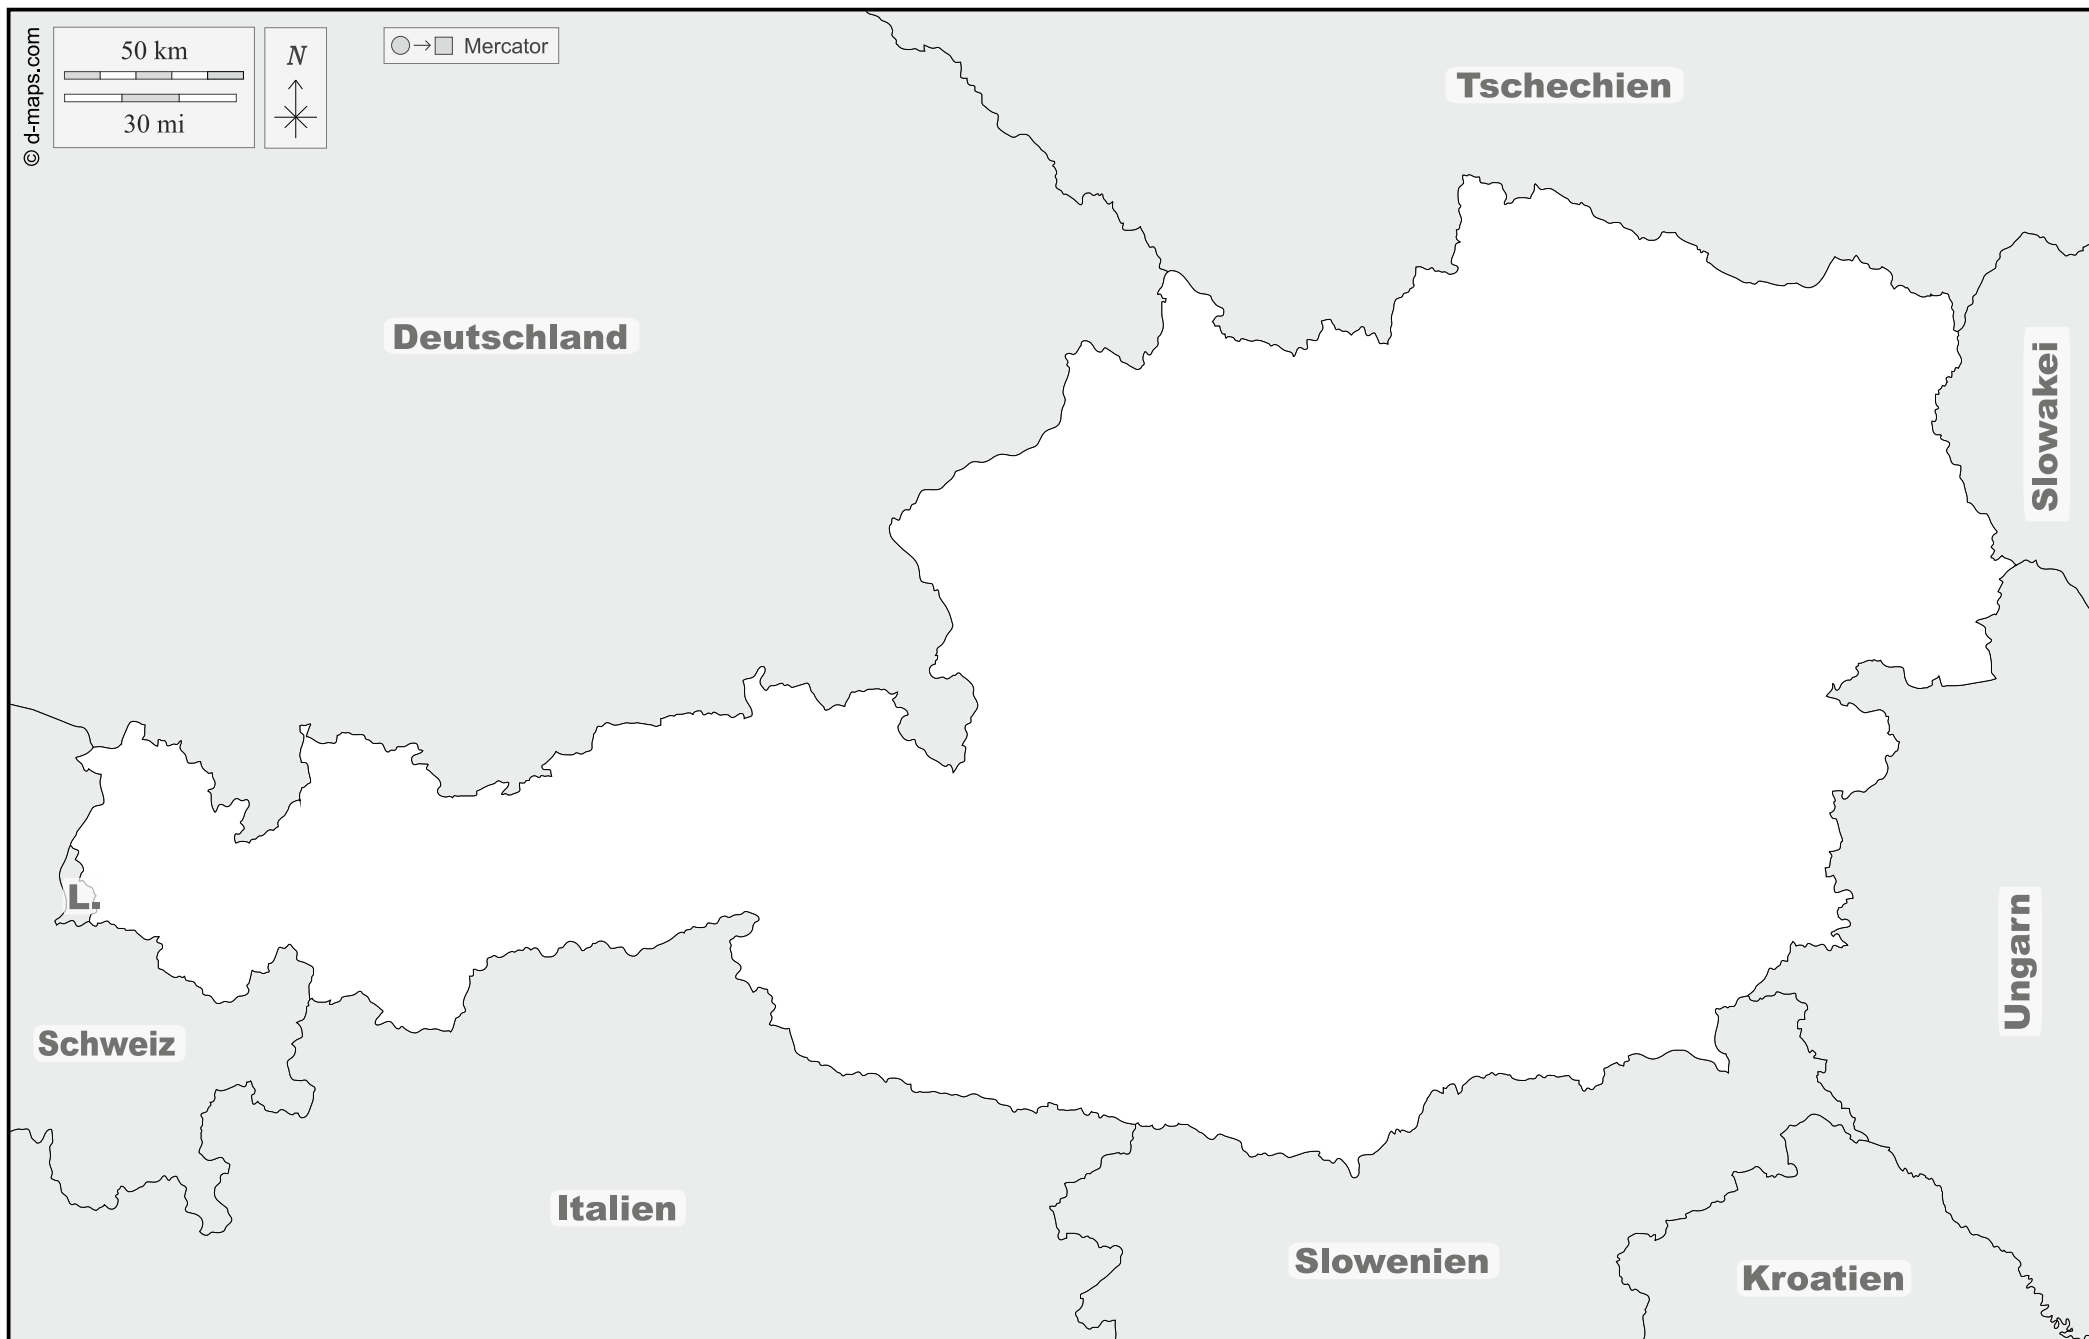 © d-maps.com
50 km
30 mi
N
Mercator
Tschechien
Deutschland
Slowakei
L.
Ungarn
Schweiz
Italien
Slowenien
Kroatien